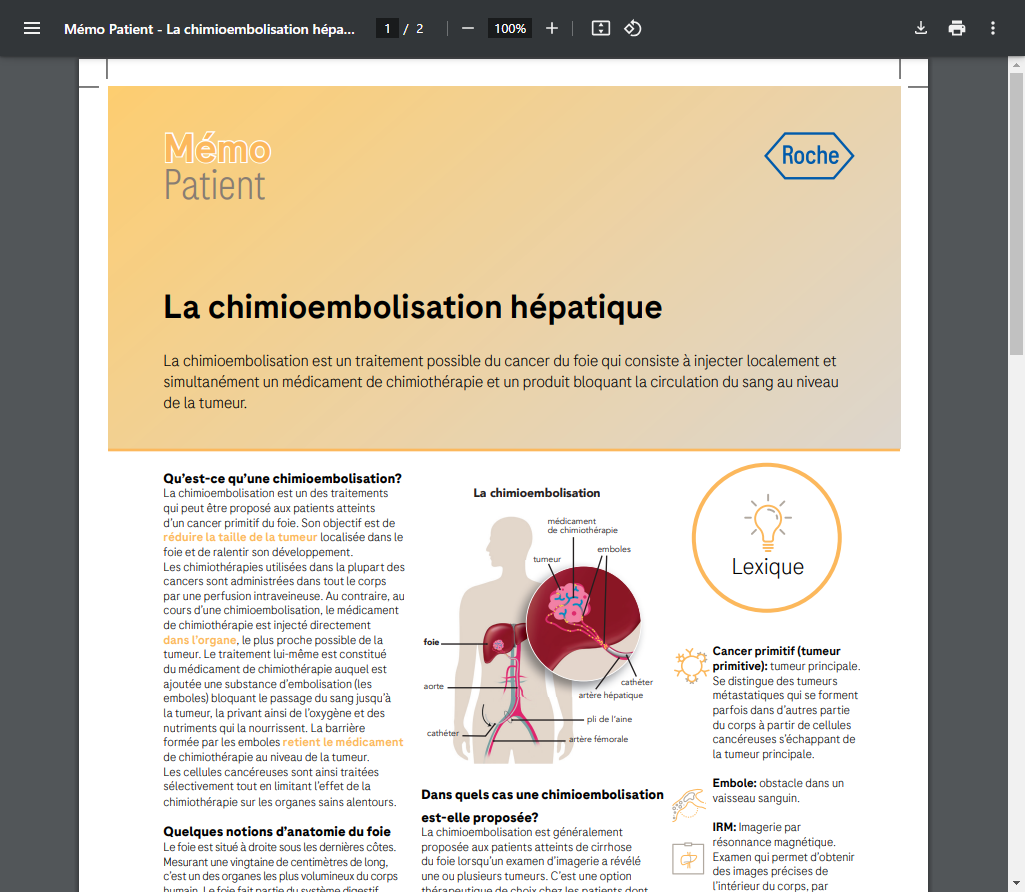 Mémo Patient - La chimioembolisation hépa...
1 / 2
100%
Mémo
Patient
Roche
La chimioembolisation hépatique
La chimioembolisation est un traitement possible du cancer du foie qui consiste à injecter localement et
simultanément un médicament de chimiothérapie et un produit bloquant la circulation du sang au niveau
de la tumeur.
Qu'est-ce qu'une chimioembolisation?
La chimioembolisation est un des traitements
qui peut être proposé aux patients atteints
d'un cancer primitif du foie. Son objectif est de
réduire la taille de la tumeur localisée dans le
foie et de ralentir son développement.
Les chimiothérapies utilisées dans la plupart des
cancers sont administrées dans tout le corps
par une perfusion intraveineuse. Au contraire, au
cours d'une chimioembolisation, le médicament
de chimiothérapie est injecté directement
dans l'organe, le plus proche possible de la
tumeur. Le traitement lui-même est constitué
du médicament de chimiothérapie auquel est
ajoutée une substance d'embolisation (les
emboles) bloquant le passage du sang jusqu'à
la tumeur, la privant ainsi de l'oxygène et des
nutriments qui la nourrissent. La barrière
formée par les emboles retient le médicament
de chimiothérapie au niveau de la tumeur.
Les cellules cancéreuses sont ainsi traitées
sélectivement tout en limitant l'effet de la
chimiothérapie sur les organes sains alentours.
Quelques notions d'anatomie du foie
Le foie est situé à droite sous les dernières côtes.
Mesurant une vingtaine de centimètres de long,
c'est un des organes les plus volumineux du corps
humain. Le foie fait partie du système digestif
La chimioembolisation
médicament
de chimiothérapie
emboles
tumeur
foie
cathéter
aorte
artère hépatique
pli de l'aine
cathéter
artère fémorale
Dans quels cas une chimioembolisation
est-elle proposée?
La chimioembolisation est généralement
proposée aux patients atteints de cirrhose
du foie lorsqu'un examen d'imagerie a révélé
une ou plusieurs tumeurs. C'est une option
thérapeutique de choix chez les patients dont
Lexique
Cancer primitif (tumeur
primitive): tumeur principale.
Se distingue des tumeurs
métastatiques qui se forment
parfois dans d'autres partie
du corps à partir de cellules
cancéreuses s'échappant de
la tumeur principale.
Embole: obstacle dans un
vaisseau sanguin.
IRM: Imagerie par
résonnance magnétique.
Examen qui permet d'obtenir
des images précises de
l'intérieur du corps, par